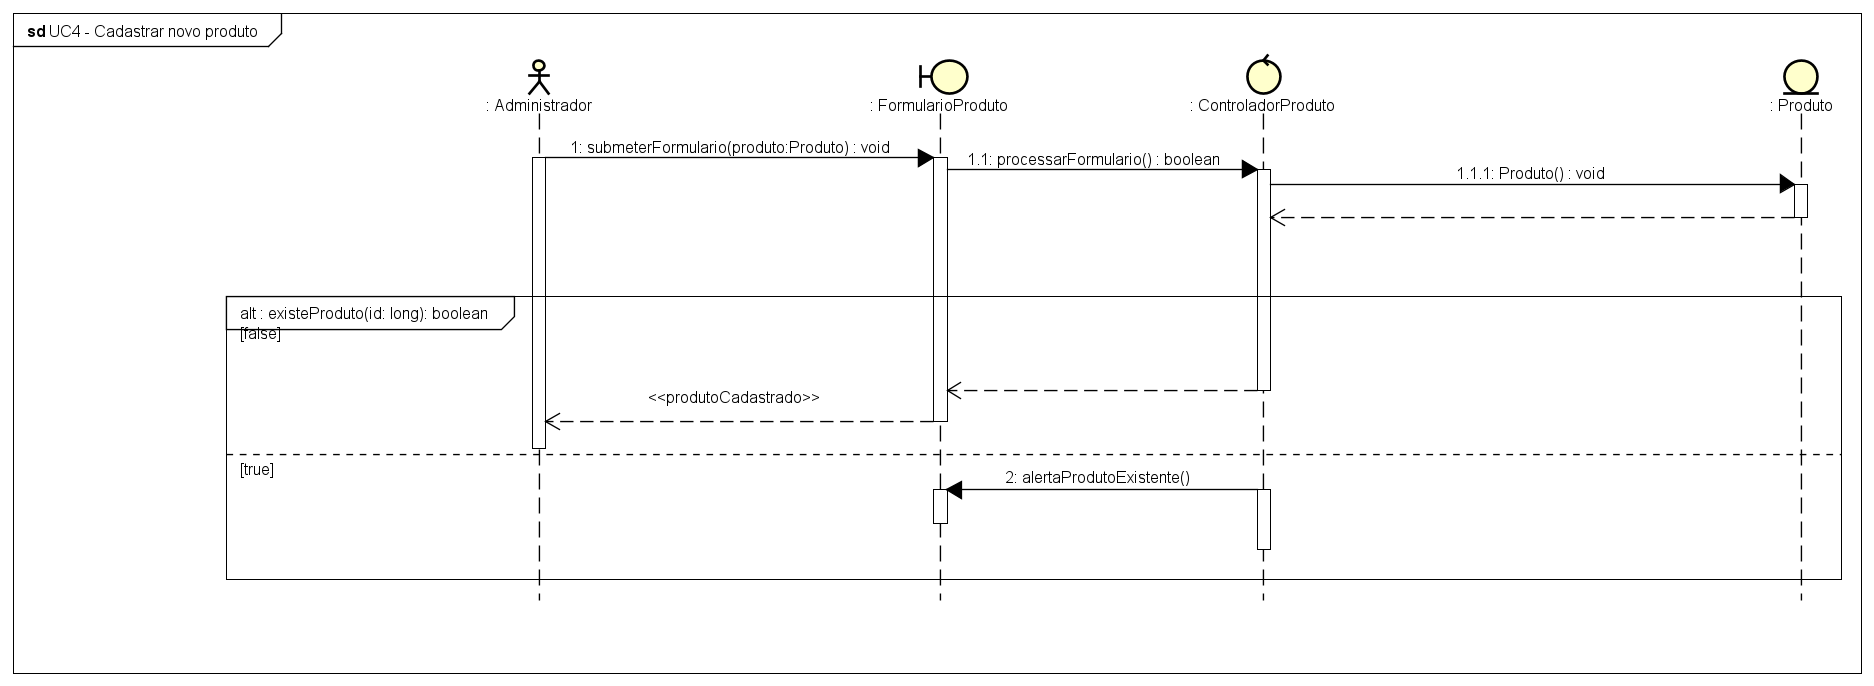 sd UC4 - Cadastrar novo produto
: Administrador
: FormularioProduto
: ControladorProduto
: Produto
1: submeterFormulario(produto:Produto) : void
1.1: processarFormulario() : boolean
1.1.1: Produto() : void
alt : existeProduto(id: long): boolean
[false]
<<produtoCadastrado>>
[true]
2: alertaProdutoExistente()